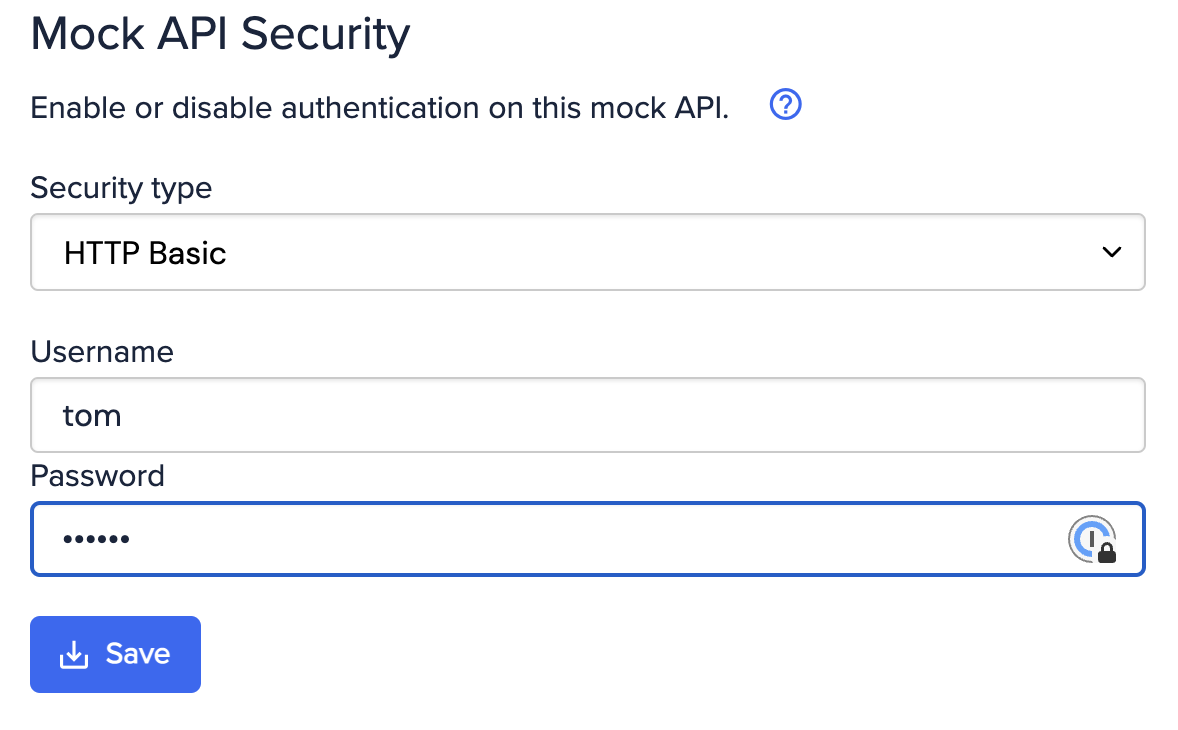 Mock API Security
Enable or disable authentication on this mock API.
Security type
HTTP Basic
Username
tom
Password
••••••
Save